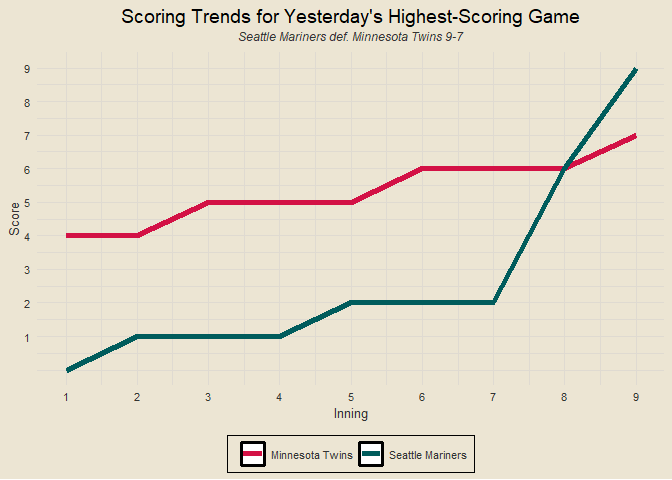 Scoring Trends for Yesterday's Highest-Scoring Game
Seattle Mariners def. Minnesota Twins 9-7
9
8
7
6
5
4
3
2
1
Score
1 2 3 4 5 6 7 8 9
Inning
Minnesota Twins Seattle Mariners